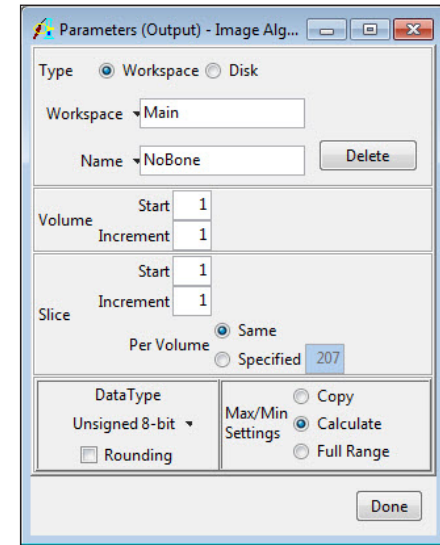 Parameters (Output) - Image Alg...
Type Workspace Disk
Workspace Main
Name NoBone Delete
Volume Start 1
Increment 1
Slice Start 1
Increment 1
Per Volume Same
Specified 207
DataType
Unsigned 8-bit
Rounding
Max/Min Settings
Copy
Calculate
Full Range
Done